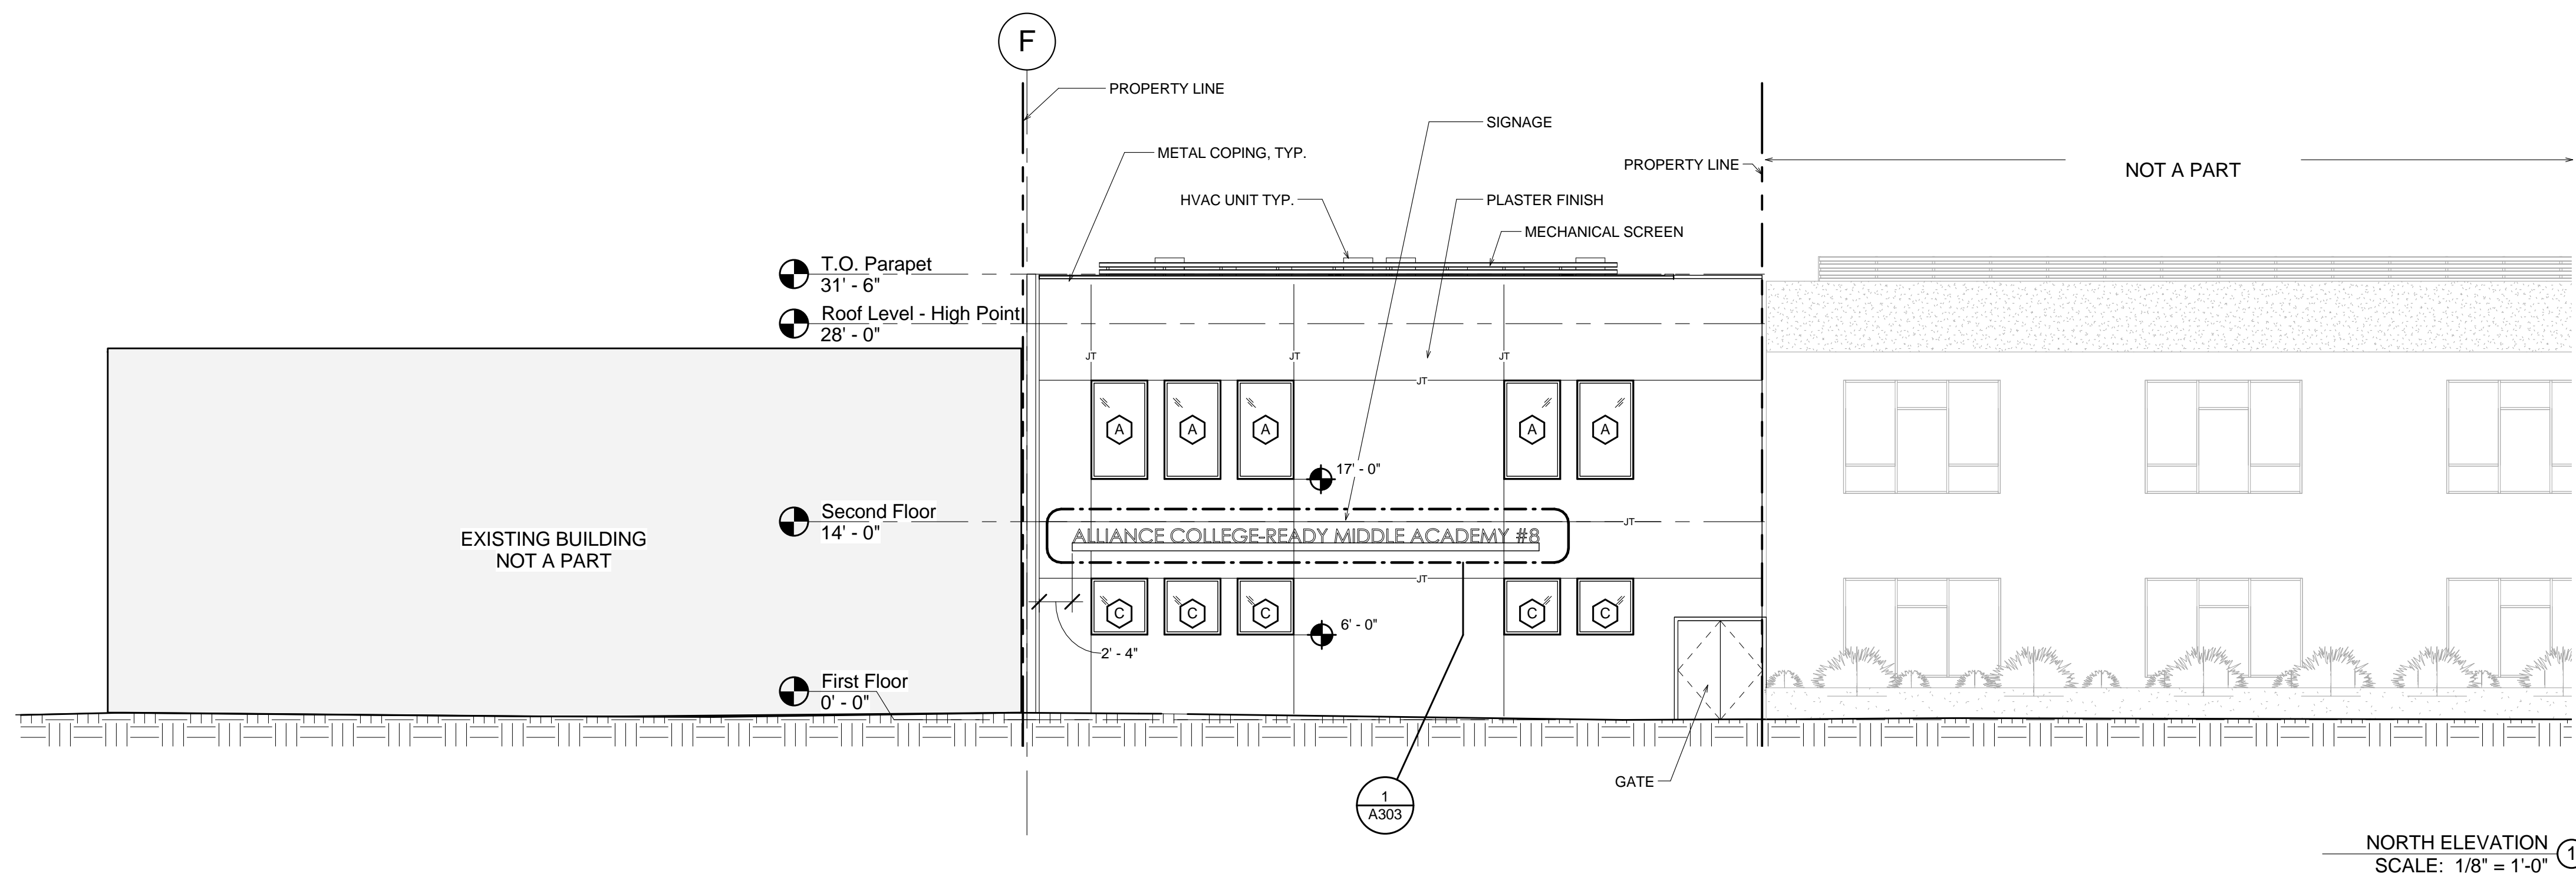 F
PROPERTY LINE
SIGNAGE
METAL COPING, TYP.
PROPERTY LINE
NOT A PART
HVAC UNIT TYP.
PLASTER FINISH
MECHANICAL SCREEN
T.O. Parapet
31' - 6"
Roof Level - High Point
28' - 0"
JT JT JT
JT
A A A A A
17' - 0"
Second Floor
14' - 0"
JT
EXISTING BUILDING
NOT A PART
ALLIANCE COLLEGE-READY MIDDLE ACADEMY #8
JT
C C C C C
6' - 0"
2' - 4"
First Floor
0' - 0"
GATE
1
A303
NORTH ELEVATION 1
SCALE: 1/8" = 1'-0"